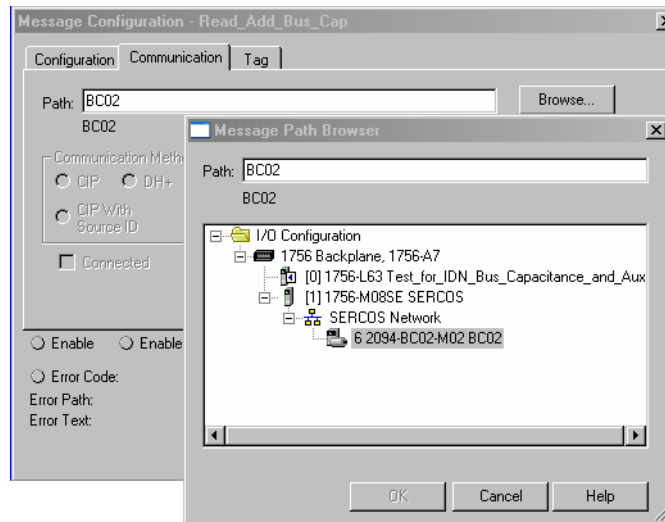 Message Configuration - Read_Add_Bus_Cap
Configuration Communication Tag
Path: BC02 Browse...
BC02
Communication Meth
CIP DH+
CIP With
Source ID
Connected
Enable Enable
Error Code:
Error Path:
Error Text:
Message Path Browser
Path: BC02
BC02
I/O Configuration
1756 Backplane, 1756-A7
[0] 1756-L63 Test_for_IDN_Bus_Capacitance_and_Aux
[1] 1756-M08SE SERCOS
SERCOS Network
6 2094-BC02-M02 BC02
OK Cancel Help